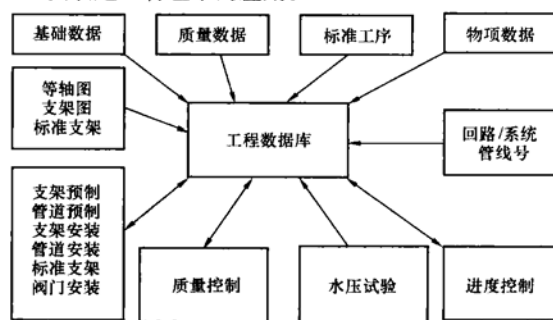 基础数据
质量数据
标准工序
物项数据
等轴图
支架图
标准支架
工程数据库
回路/系统
管线号
支架预制
管道预制
支架安装
管道安装
标准支架
阀门安装
质量控制
水压试验
进度控制